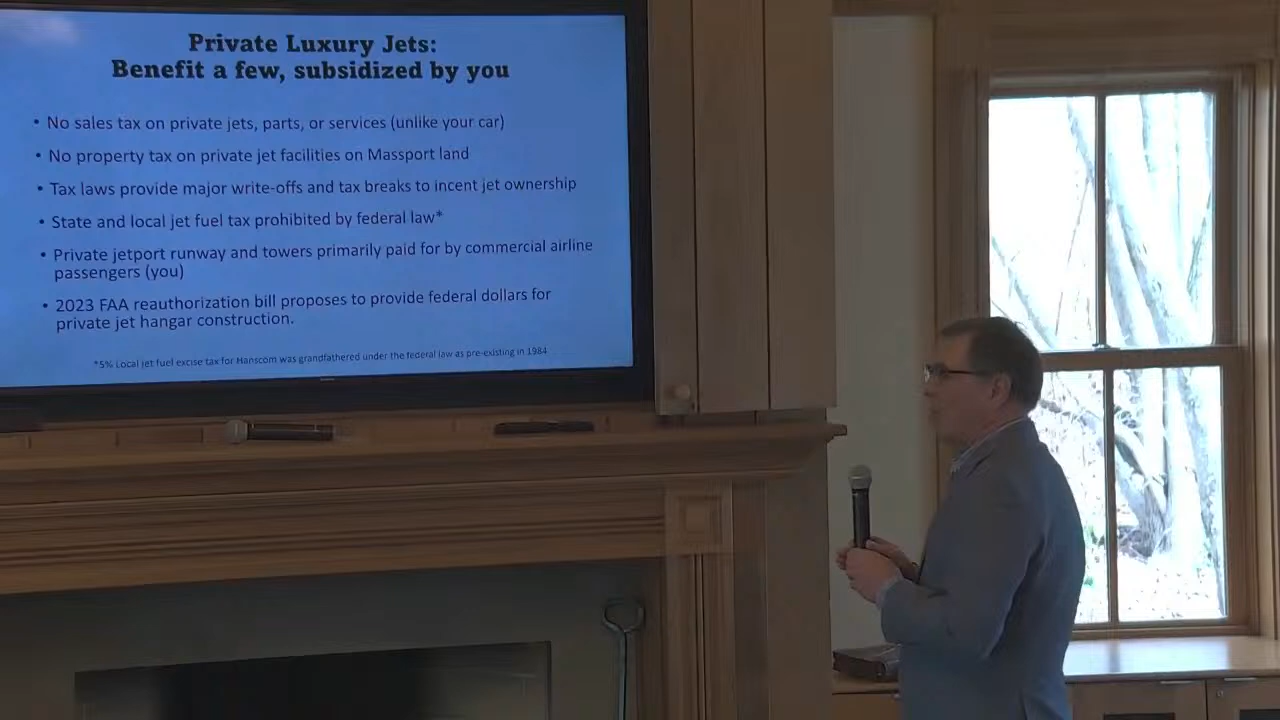 Private Luxury Jets:
Benefit a few, subsidized by you
• No sales tax on private jets, parts, or services (unlike your car)
• No property tax on private jet facilities on Massport land
• Tax laws provide major write-offs and tax breaks to incent jet ownership
• State and local jet fuel tax prohibited by federal law*
• Private jetport runway and towers primarily paid for by commercial airline
passengers (you)
• 2023 FAA reauthorization bill proposes to provide federal dollars for
private jet hangar construction.
*5% Local jet fuel excise tax for Hanscom was grandfathered under the federal law as pre-existing in 1984